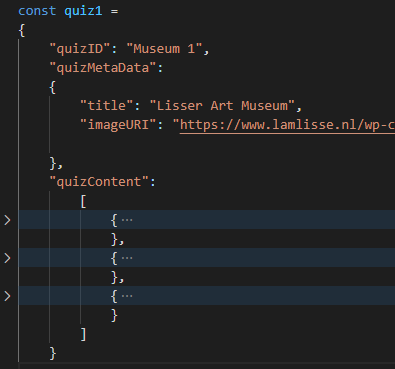 const quiz1 =
{
"quizID": "Museum 1",
"quizMetaData":
{
"title": "Lisser Art Museum",
"imageURI": "https://www.lamlisse.nl/wp-c
},
"quizContent":
[
{ ···
},
{ ···
},
{ ···
}
]
}